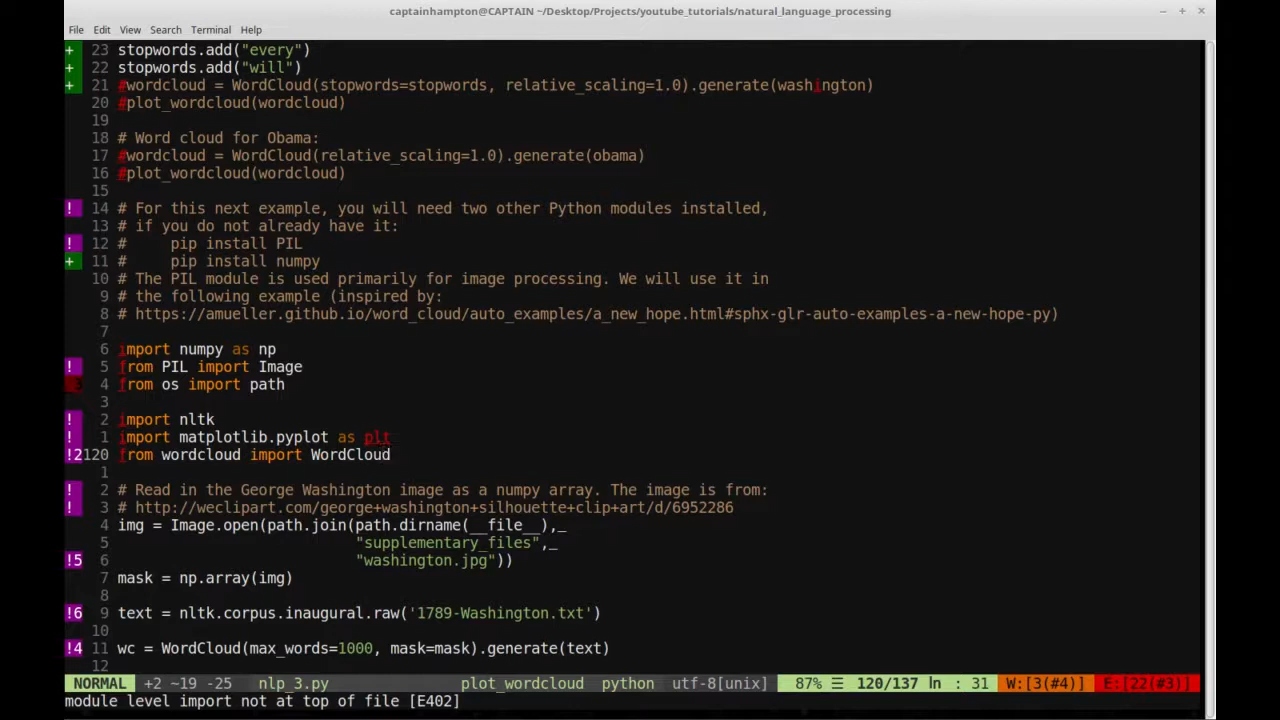 captainhampton@CAPTAIN ~/Desktop/Projects/youtube_tutorials/natural_language_processing
File Edit View Search Terminal Help
+ 23 stopwords.add("every")
+ 22 stopwords.add("will")
+ 21 #wordcloud = WordCloud(stopwords=stopwords, relative_scaling=1.0).generate(washington)
20 #plot_wordcloud(wordcloud)
19
18 # Word cloud for Obama:
17 #wordcloud = WordCloud(relative_scaling=1.0).generate(obama)
16 #plot_wordcloud(wordcloud)
15
! 14 # For this next example, you will need two other Python modules installed,
13 # if you do not already have it:
! 12 #     pip install PIL
+ 11 #     pip install numpy
10 # The PIL module is used primarily for image processing. We will use it in
9 # the following example (inspired by:
8 # https://amueller.github.io/word_cloud/auto_examples/a_new_hope.html#sphx-glr-auto-examples-a-new-hope-py)
7
6 import numpy as np
! 5 from PIL import Image
3 4 from os import path
3
! 2 import nltk
! 1 import matplotlib.pyplot as plt
!2120 from wordcloud import WordCloud
1
! 2 # Read in the George Washington image as a numpy array. The image is from:
! 3 # http://weclipart.com/george+washington+silhouette+clip+art/d/6952286
4 img = Image.open(path.join(path.dirname(__file__),_
5 "supplementary_files",_
!5 6 "washington.jpg"))
7 mask = np.array(img)
8
!6 9 text = nltk.corpus.inaugural.raw('1789-Washington.txt')
10
!4 11 wc = WordCloud(max_words=1000, mask=mask).generate(text)
12
NORMAL +2 ~19 -25 nlp_3.py plot_wordcloud python utf-8[unix] 87% ☰ 120/137 ln : 31 W:[3(#4)] E:[22(#3)]
module level import not at top of file [E402]